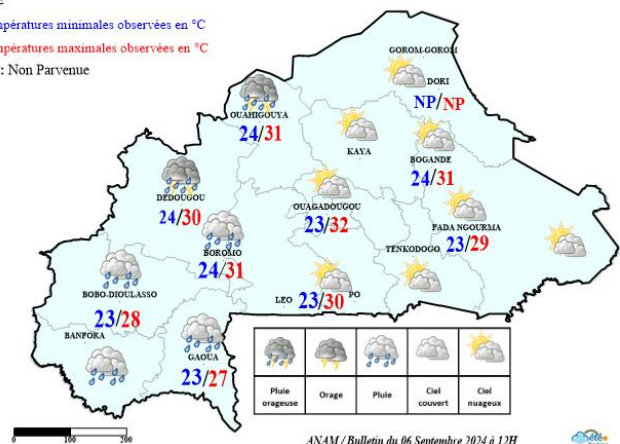 pératures minimales observées en °C
pératures maximales observées en °C
: Non Parvenue
GOROM-GOROM
DORI
NP/NP
OUAHIGOUYA
24/31
KAYA
BOGANDE
24/31
DEDOUGOU
24/30
OUAGADOUGOU
23/32
FADA NGOURMA
23/29
BOROMO
24/31
TENKODOGO
BOBO-DIOULASSO
23/28
LEO
23/30
PO
BANFORA
GAOUA
23/27
Pluie orageuse
Orage
Pluie
Ciel couvert
Ciel nuageux
100
200
ANAM / Bulletin du 06 Septembre 2024 à 12H